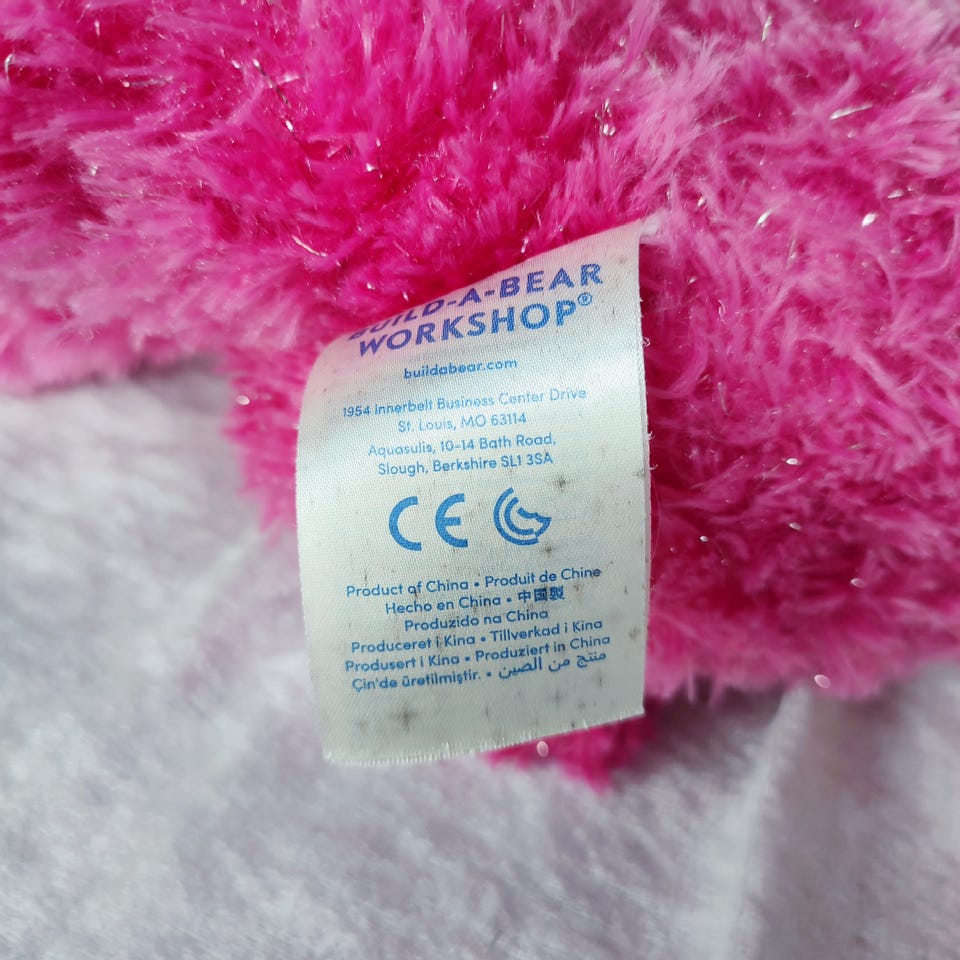 BUILD-A-BEAR
WORKSHOP®
buildabear.com
1954 Innerbelt Business Center Drive
St. Louis, MO 63114
Aquasulis, 10-14 Bath Road,
Slough, Berkshire SL1 3SA
CE
Product of China • Produit de Chine
Hecho en China • 中国製
Produzido na China
Produceret i Kina • Tillverkad i Kina
Produsert i Kina • Produziert in China
Çin'de üretilmiştir. • منتج من الصين